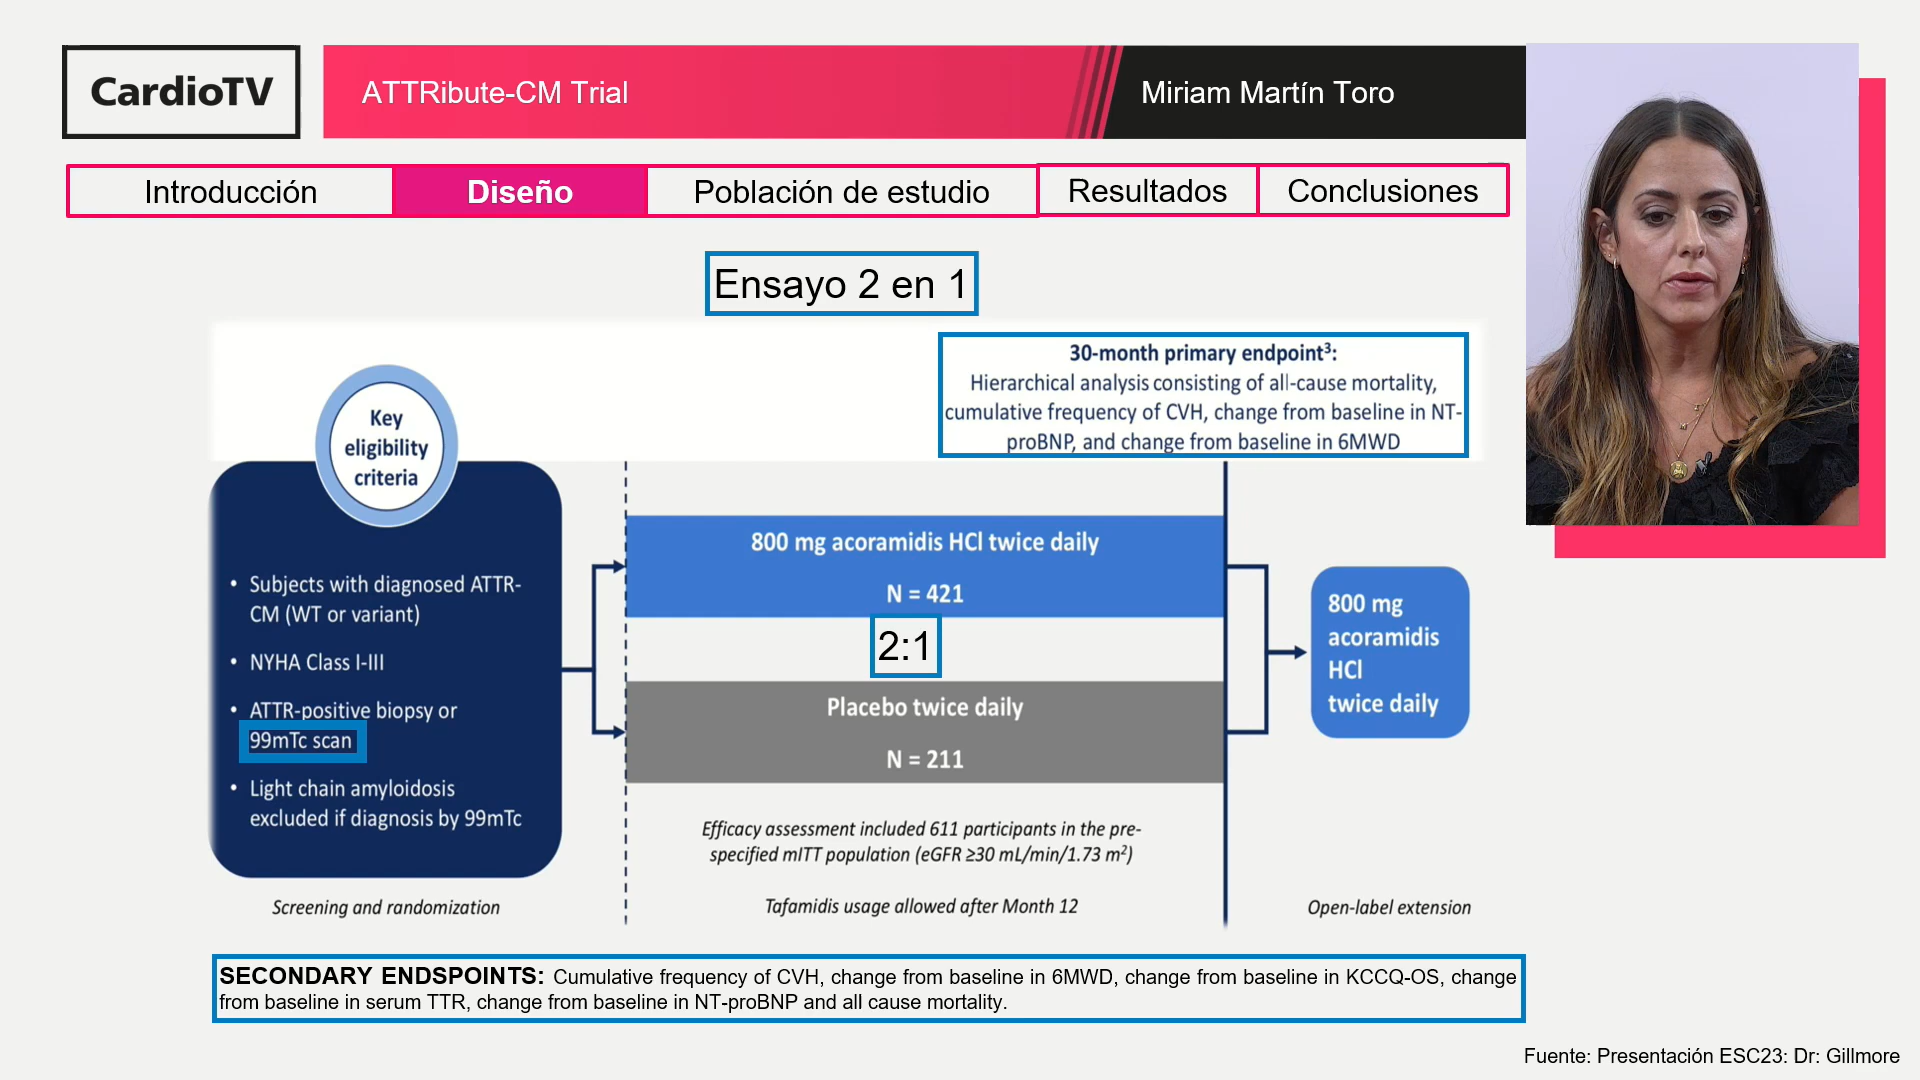 CardioTV
ATTRibute-CM Trial
Miriam Martín Toro
Introducción
Diseño
Población de estudio
Resultados
Conclusiones
Ensayo 2 en 1
30-month primary endpoint³:
Hierarchical analysis consisting of all-cause mortality,
cumulative frequency of CVH, change from baseline in NT-
proBNP, and change from baseline in 6MWD
Key
eligibility
criteria
• Subjects with diagnosed ATTR-
CM (WT or variant)
• NYHA Class I-III
• ATTR-positive biopsy or
99mTc scan
• Light chain amyloidosis
excluded if diagnosis by 99mTc
Screening and randomization
800 mg acoramidis HCl twice daily
N = 421
2:1
Placebo twice daily
N = 211
Efficacy assessment included 611 participants in the pre-
specified mITT population (eGFR ≥30 mL/min/1.73 m²)
Tafamidis usage allowed after Month 12
800 mg
acoramidis
HCl
twice daily
Open-label extension
SECONDARY ENDSPOINTS: Cumulative frequency of CVH, change from baseline in 6MWD, change from baseline in KCCQ-OS, change
from baseline in serum TTR, change from baseline in NT-proBNP and all cause mortality.
Fuente: Presentación ESC23: Dr: Gillmore